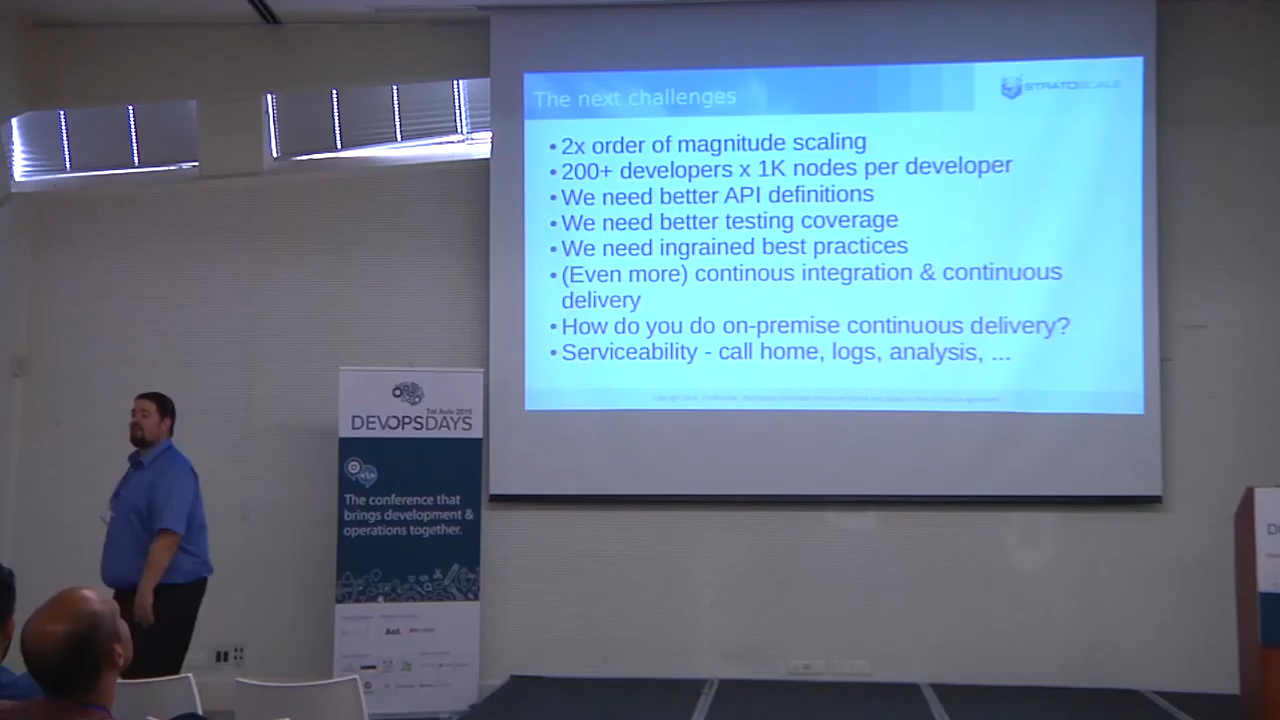 The next challenges
STRATOSCALE
• 2x order of magnitude scaling
• 200+ developers x 1K nodes per developer
• We need better API definitions
• We need better testing coverage
• We need ingrained best practices
• (Even more) continous integration & continuous
delivery
• How do you do on-premise continuous delivery?
• Serviceability - call home, logs, analysis, ...
Tel Aviv 2015
DEVOPSDAYS
The conference that
brings development &
operations together.
Aol.
D